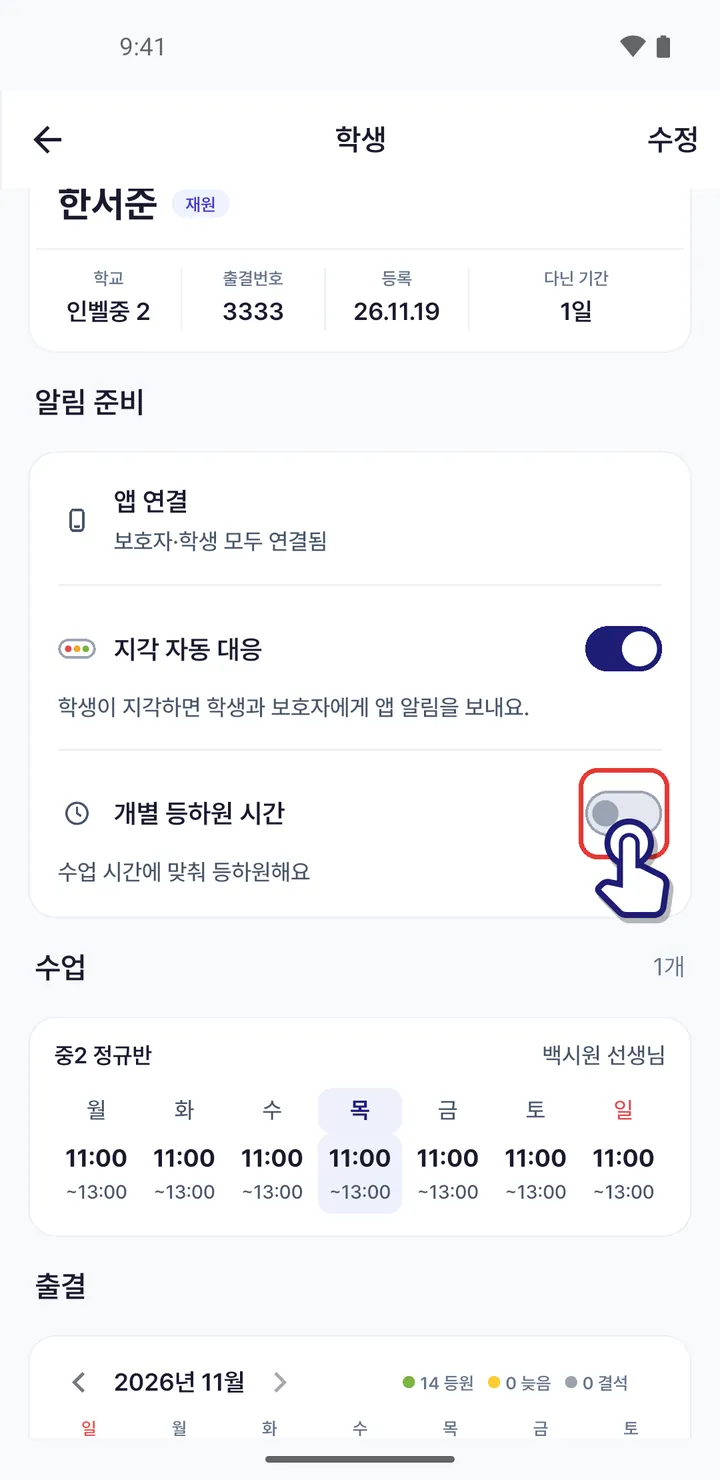 9:41
학생
수정
한서준 재원
학교 출결번호 등록 다닌 기간
인벨중 2 3333 26.11.19 1일
알림 준비
앱 연결
보호자·학생 모두 연결됨
지각 자동 대응
학생이 지각하면 학생과 보호자에게 앱 알림을 보내요.
개별 등하원 시간
수업 시간에 맞춰 등하원해요
수업 1개
중2 정규반 백시원 선생님
월 화 수 목 금 토 일
11:00 11:00 11:00 11:00 11:00 11:00 11:00
~13:00 ~13:00 ~13:00 ~13:00 ~13:00 ~13:00 ~13:00
출결
2026년 11월 14 등원 0 늦음 0 결석
일 월 화 수 목 금 토